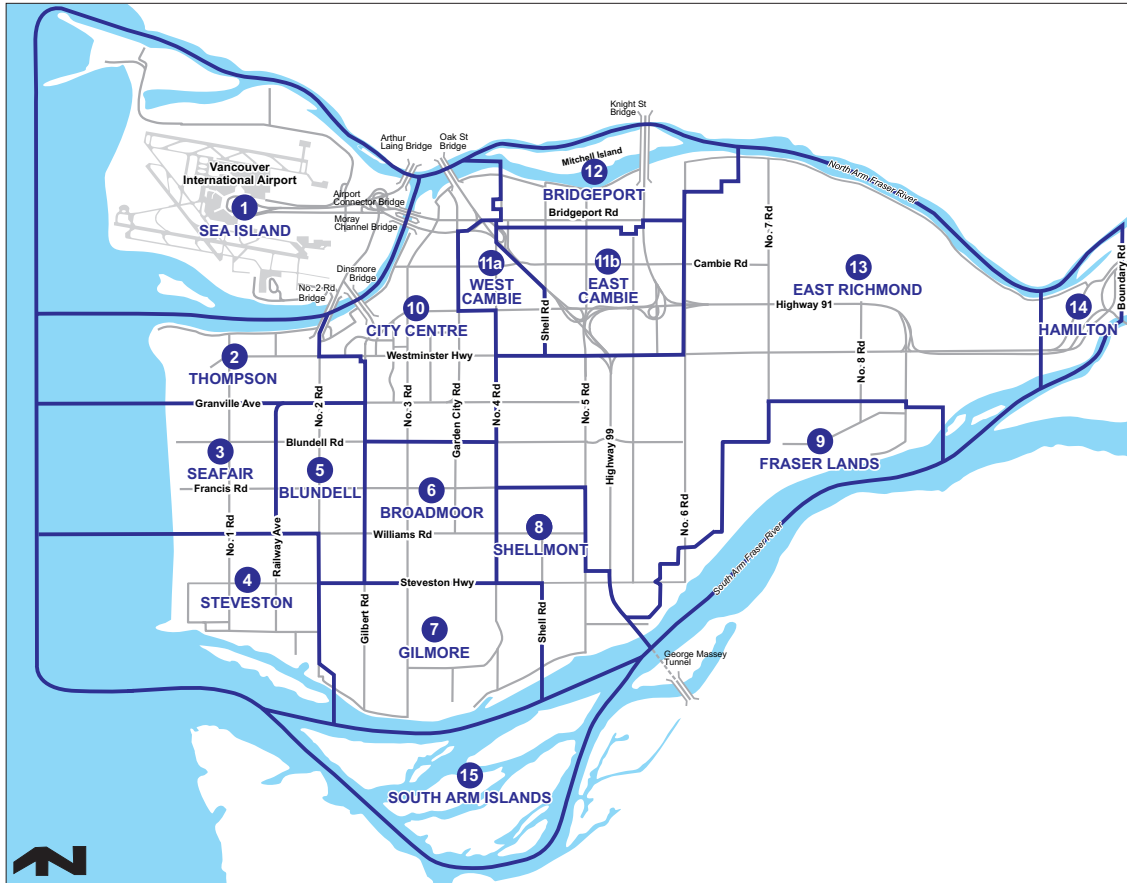 Knight St
Bridge
Arthur
Laing Bridge
Oak St
Bridge
Mitchell Island
12
BRIDGEPORT
Bridgeport Rd
North Arm Fraser River
Vancouver
International Airport
1
SEA ISLAND
Airport
Connector Bridge
Moray
Channel Bridge
Dinsmore
Bridge
No. 2 Rd
Bridge
11a
WEST
CAMBIE
11b
EAST
CAMBIE
Shell Rd
Cambie Rd
No. 7 Rd
13
EAST RICHMOND
Highway 91
Boundary Rd
14
HAMILTON
10
CITY CENTRE
2
THOMPSON
Westminster Hwy
Granville Ave
No. 2 Rd
No. 3 Rd
Garden City Rd
No. 4 Rd
No. 5 Rd
No. 8 Rd
Blundell Rd
3
SEAFAIR
5
BLUNDELL
Highway 99
9
FRASER LANDS
Francis Rd
6
BROADMOOR
No. 6 Rd
No. 1 Rd
Railway Ave
Williams Rd
8
SHELLMONT
South Arm Fraser River
4
STEVESTON
Steveston Hwy
Gilbert Rd
7
GILMORE
Shell Rd
George Massey
Tunnel
15
SOUTH ARM ISLANDS
N